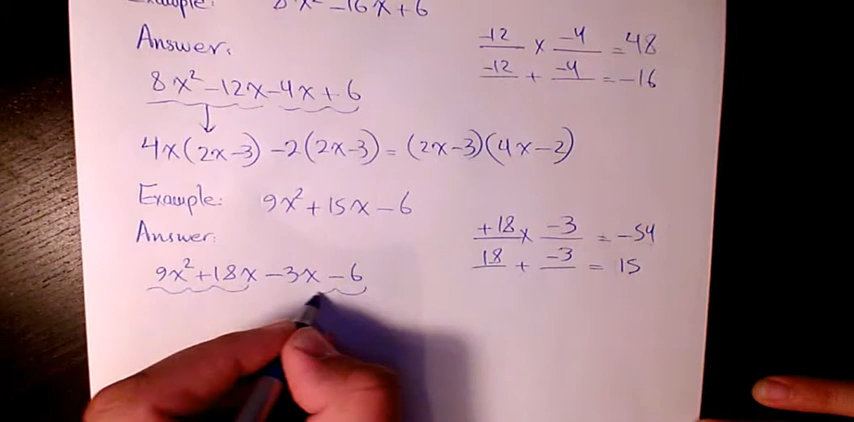 Example: 8x² -16x+6
Answer:
-12 × -4 = 48
-12 + -4 = -16
8x² -12x -4x + 6
4x(2x-3) -2(2x-3) = (2x-3)(4x-2)
Example: 9x² +15x -6
Answer:
+18 × -3 = -54
18 + -3 = 15
9x² +18x -3x -6